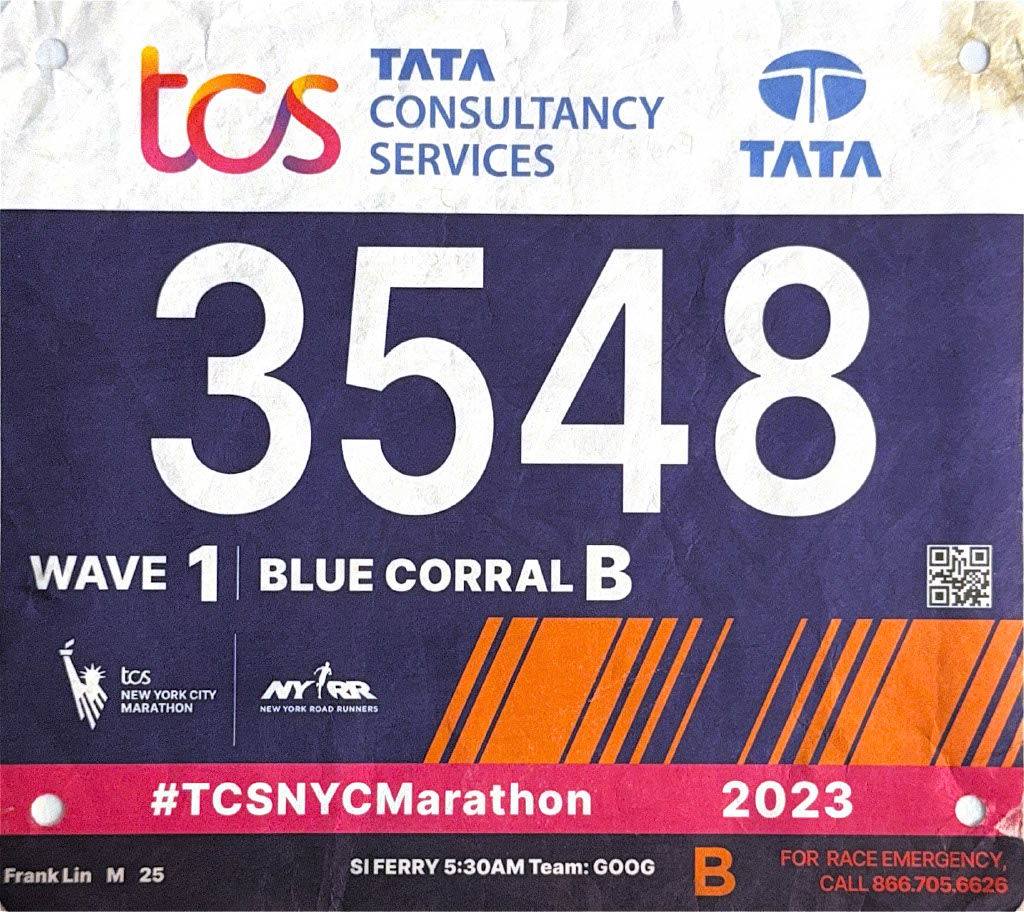 tcs TATA CONSULTANCY SERVICES
TATA
3548
WAVE 1 BLUE CORRAL B
tcs
NEW YORK CITY
MARATHON
NYRR
NEW YORK ROAD RUNNERS
#TCSNYCMarathon 2023
Frank Lin M 25
SI FERRY 5:30AM Team: GOOG
B
FOR RACE EMERGENCY,
CALL 866.705.6626